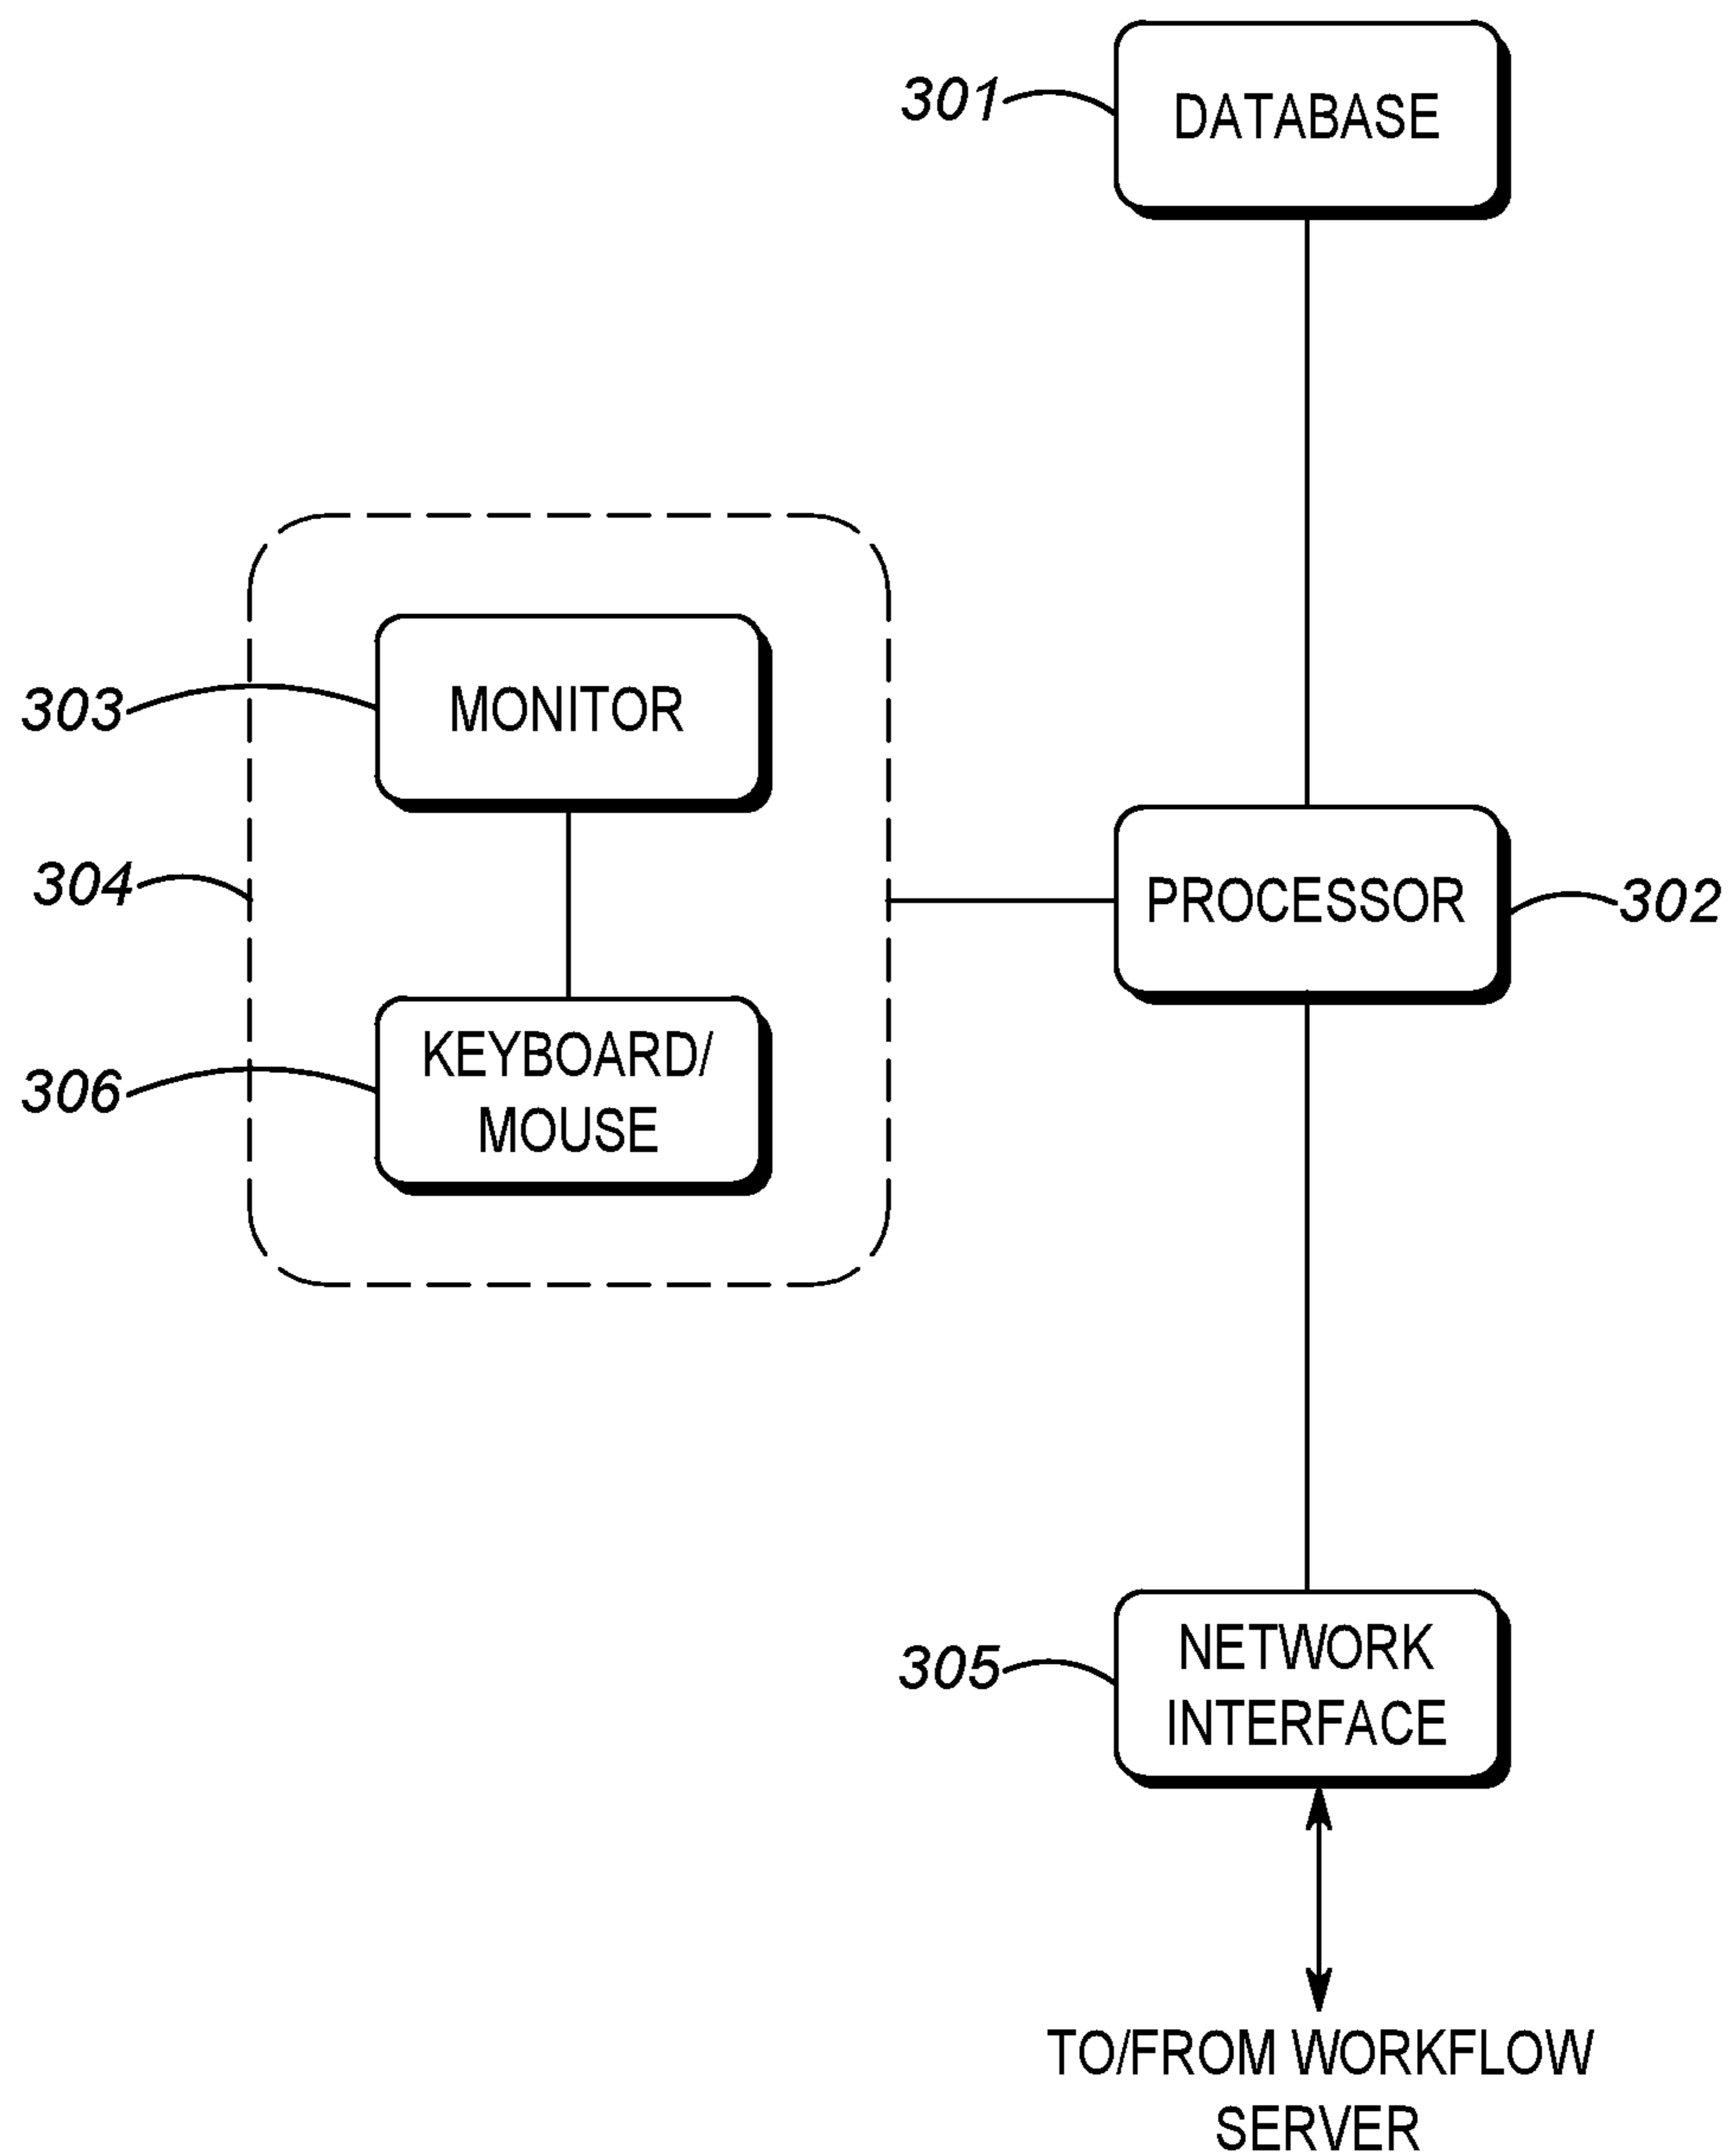 301
DATABASE
303
MONITOR
304
PROCESSOR
302
306
KEYBOARD/
MOUSE
305
NETWORK
INTERFACE
TO/FROM WORKFLOW
SERVER